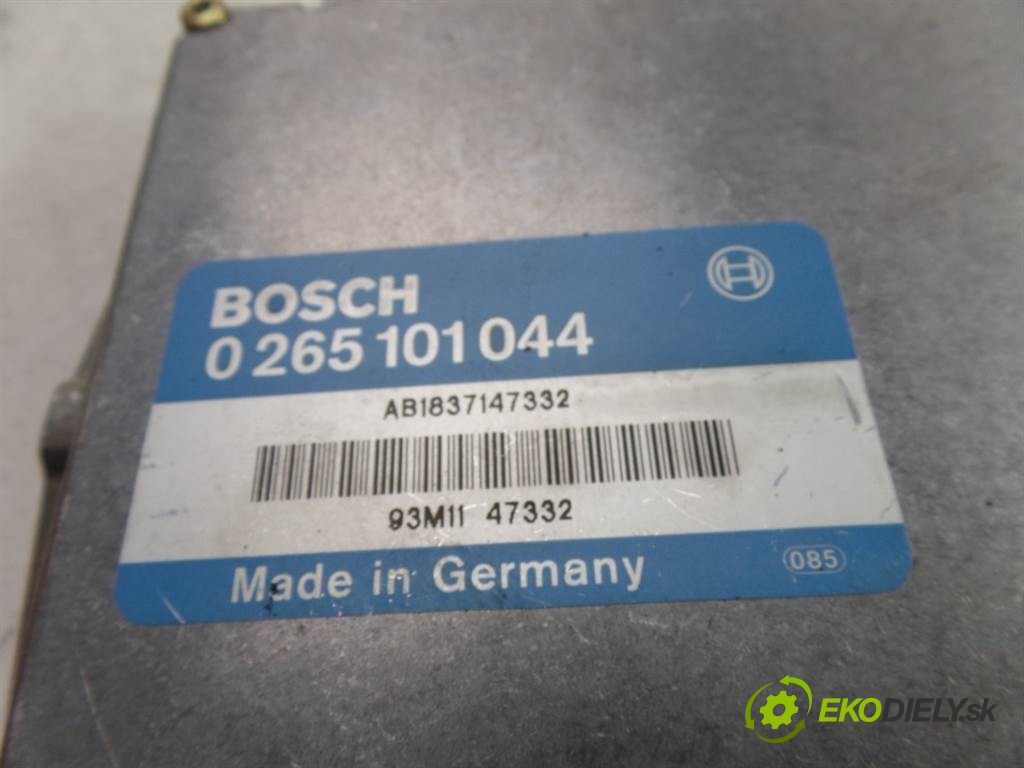 BOSCH
0 265 101 044
AB1837147332
93M11 47332
Made in Germany
085
EKODIELY.sk